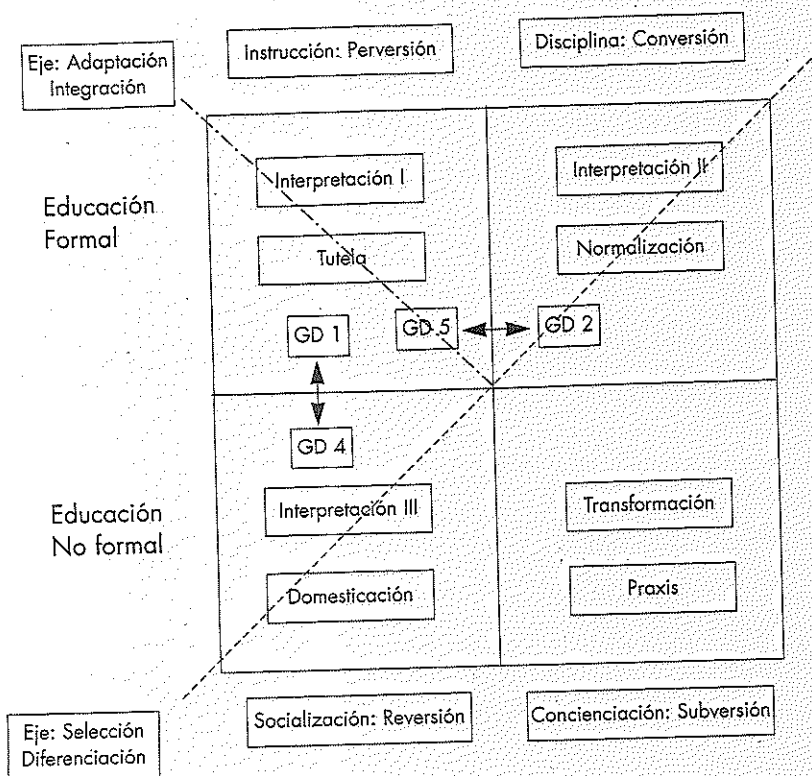 Eje: Adaptación
Integración
Instrucción: Perversión
Disciplina: Conversión
Educación
Formal
Interpretación I
Interpretación II
Tutela
Normalización
GD 1
GD 5
GD 2
GD 4
Educación
No formal
Interpretación III
Transformación
Domesticación
Praxis
Eje: Selección
Diferenciación
Socialización: Reversión
Concienciación: Subversión